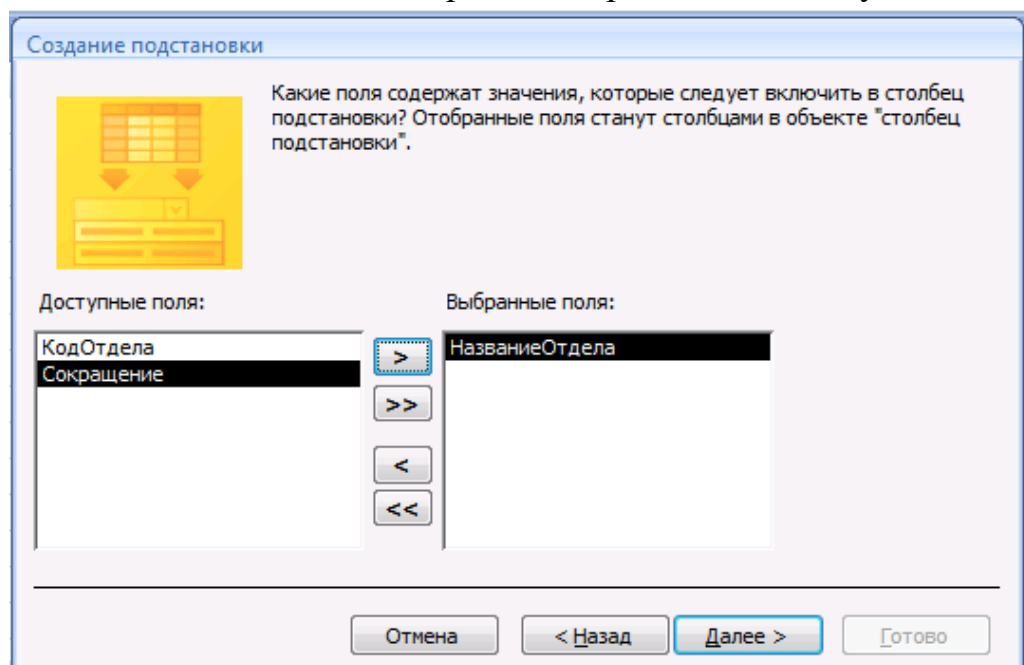 Создание подстановки
Какие поля содержат значения, которые следует включить в столбец
подстановки? Отобранные поля станут столбцами в объекте "столбец
подстановки".
Доступные поля:
Выбранные поля:
КодОтдела
Сокращение
>
>>
<
<<
НазваниеОтдела
Отмена
< Назад
Далее >
Готово